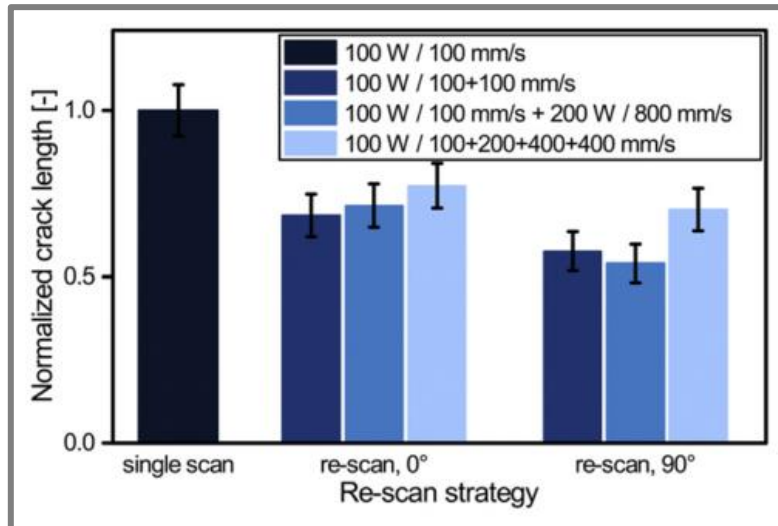 100 W / 100 mm/s
100 W / 100+100 mm/s
100 W / 100 mm/s + 200 W / 800 mm/s
100 W / 100+200+400+400 mm/s
Normalized crack length [-]
1.0
0.5
0.0
single scan
re-scan, 0°
re-scan, 90°
Re-scan strategy